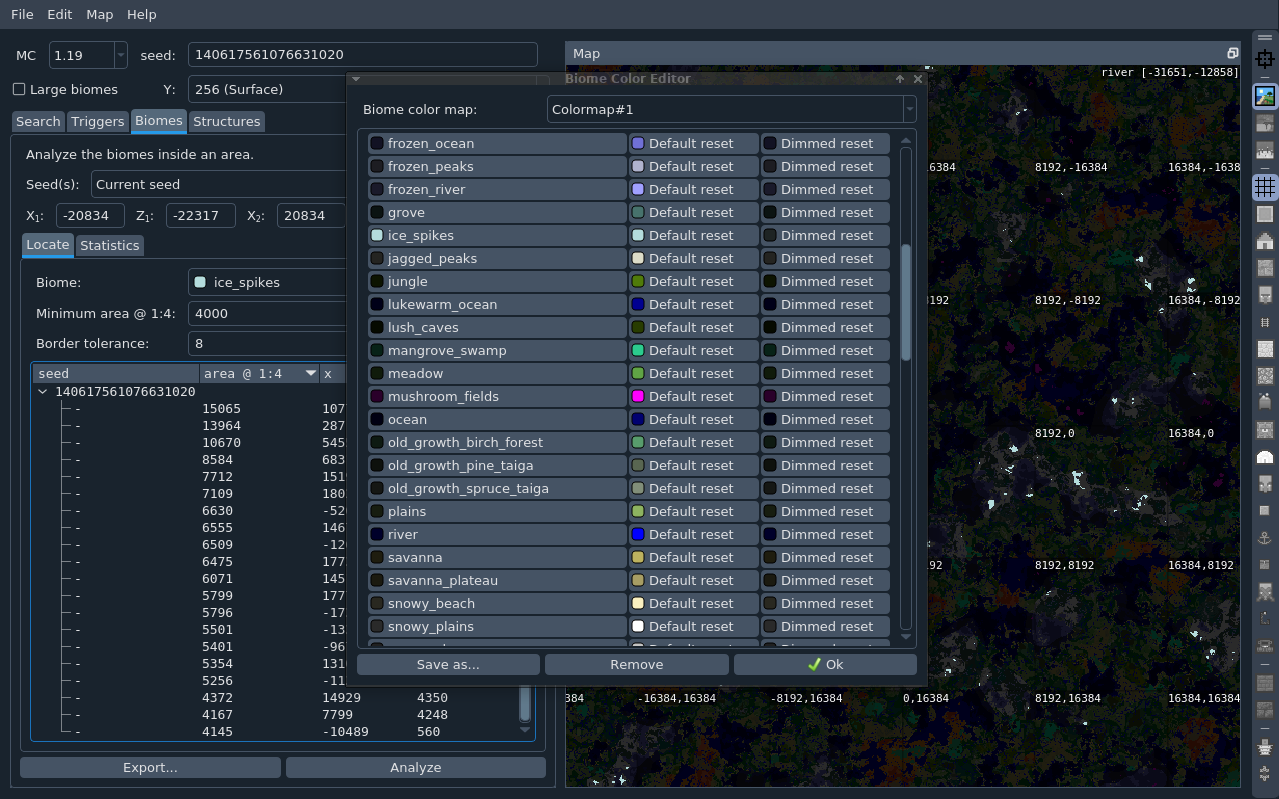 File Edit Map Help
MC 1.19 seed: 140617561076631020
Large biomes Y: 256 (Surface)
Search Triggers Biomes Structures
Analyze the biomes inside an area.
Seed(s): Current seed
X1: -20834 Z1: -22317 X2: 20834
Locate Statistics
Biome: ice_spikes
Minimum area @ 1:4: 4000
Border tolerance: 8
seed area @ 1:4 x
140617561076631020
- 15065 107
- 13964 287
- 10670 545
- 8584 683
- 7712 151
- 7109 180
- 6630 -52
- 6555 146
- 6509 -12
- 6475 177
- 6071 145
- 5799 177
- 5796 -17
- 5501 -13
- 5401 -96
- 5354 131
- 5256 -11
- 4372 14929 4350
- 4167 7799 4248
- 4145 -10489 560
Export... Analyze
Biome Color Editor
Biome color map: Colormap#1
frozen_ocean Default reset Dimmed reset
frozen_peaks Default reset Dimmed reset
frozen_river Default reset Dimmed reset
grove Default reset Dimmed reset
ice_spikes Default reset Dimmed reset
jagged_peaks Default reset Dimmed reset
jungle Default reset Dimmed reset
lukewarm_ocean Default reset Dimmed reset
lush_caves Default reset Dimmed reset
mangrove_swamp Default reset Dimmed reset
meadow Default reset Dimmed reset
mushroom_fields Default reset Dimmed reset
ocean Default reset Dimmed reset
old_growth_birch_forest Default reset Dimmed reset
old_growth_pine_taiga Default reset Dimmed reset
old_growth_spruce_taiga Default reset Dimmed reset
plains Default reset Dimmed reset
river Default reset Dimmed reset
savanna Default reset Dimmed reset
savanna_plateau Default reset Dimmed reset
snowy_beach Default reset Dimmed reset
snowy_plains Default reset Dimmed reset
Save as... Remove Ok
Map
river [-31651,-12858]
6384 8192,-16384 16384,-1638
8192 8192,-8192 16384,-8192
8192,0 16384,0
8192 8192,8192 16384,8192
384 -16384,16384 -8192,16384 0,16384 8192,16384 16384,16384